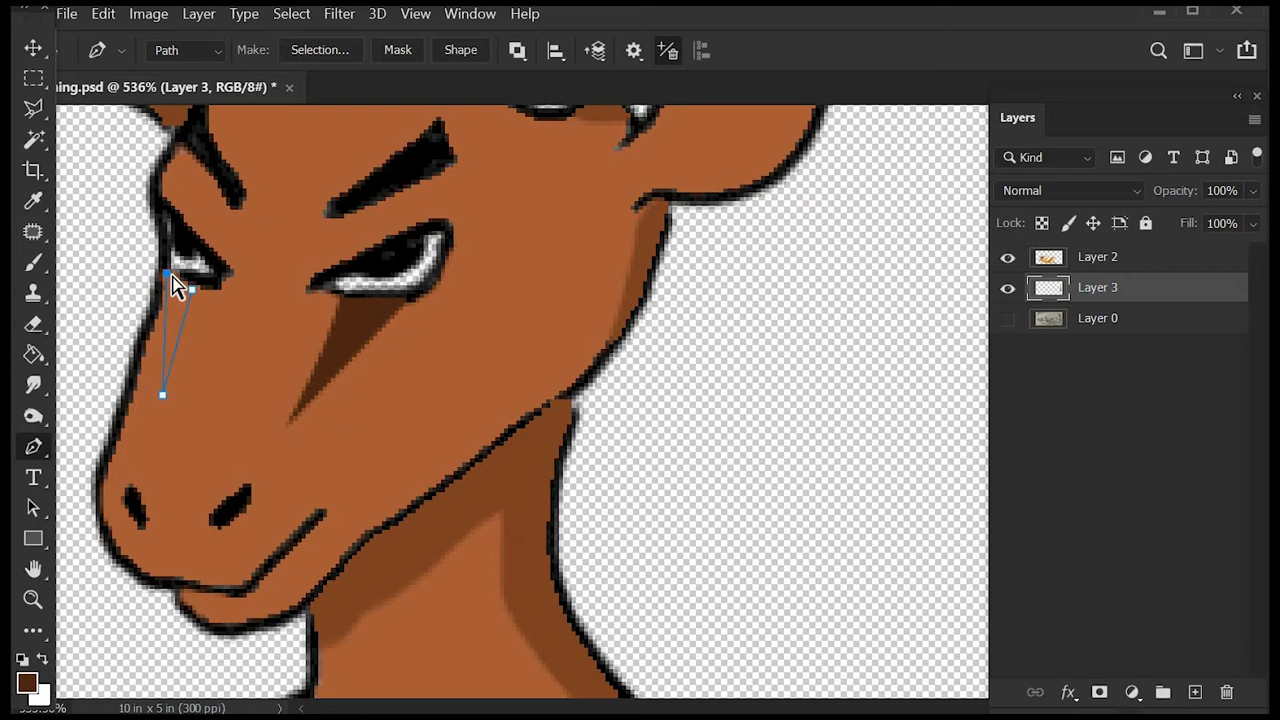 File Edit Image Layer Type Select Filter 3D View Window Help
Path Make: Selection... Mask Shape
ning.psd @ 536% (Layer 3, RGB/8#) *
Layers
Kind
Normal Opacity: 100%
Lock: Fill: 100%
Layer 2
Layer 3
Layer 0
10 in x 5 in (300 ppi)